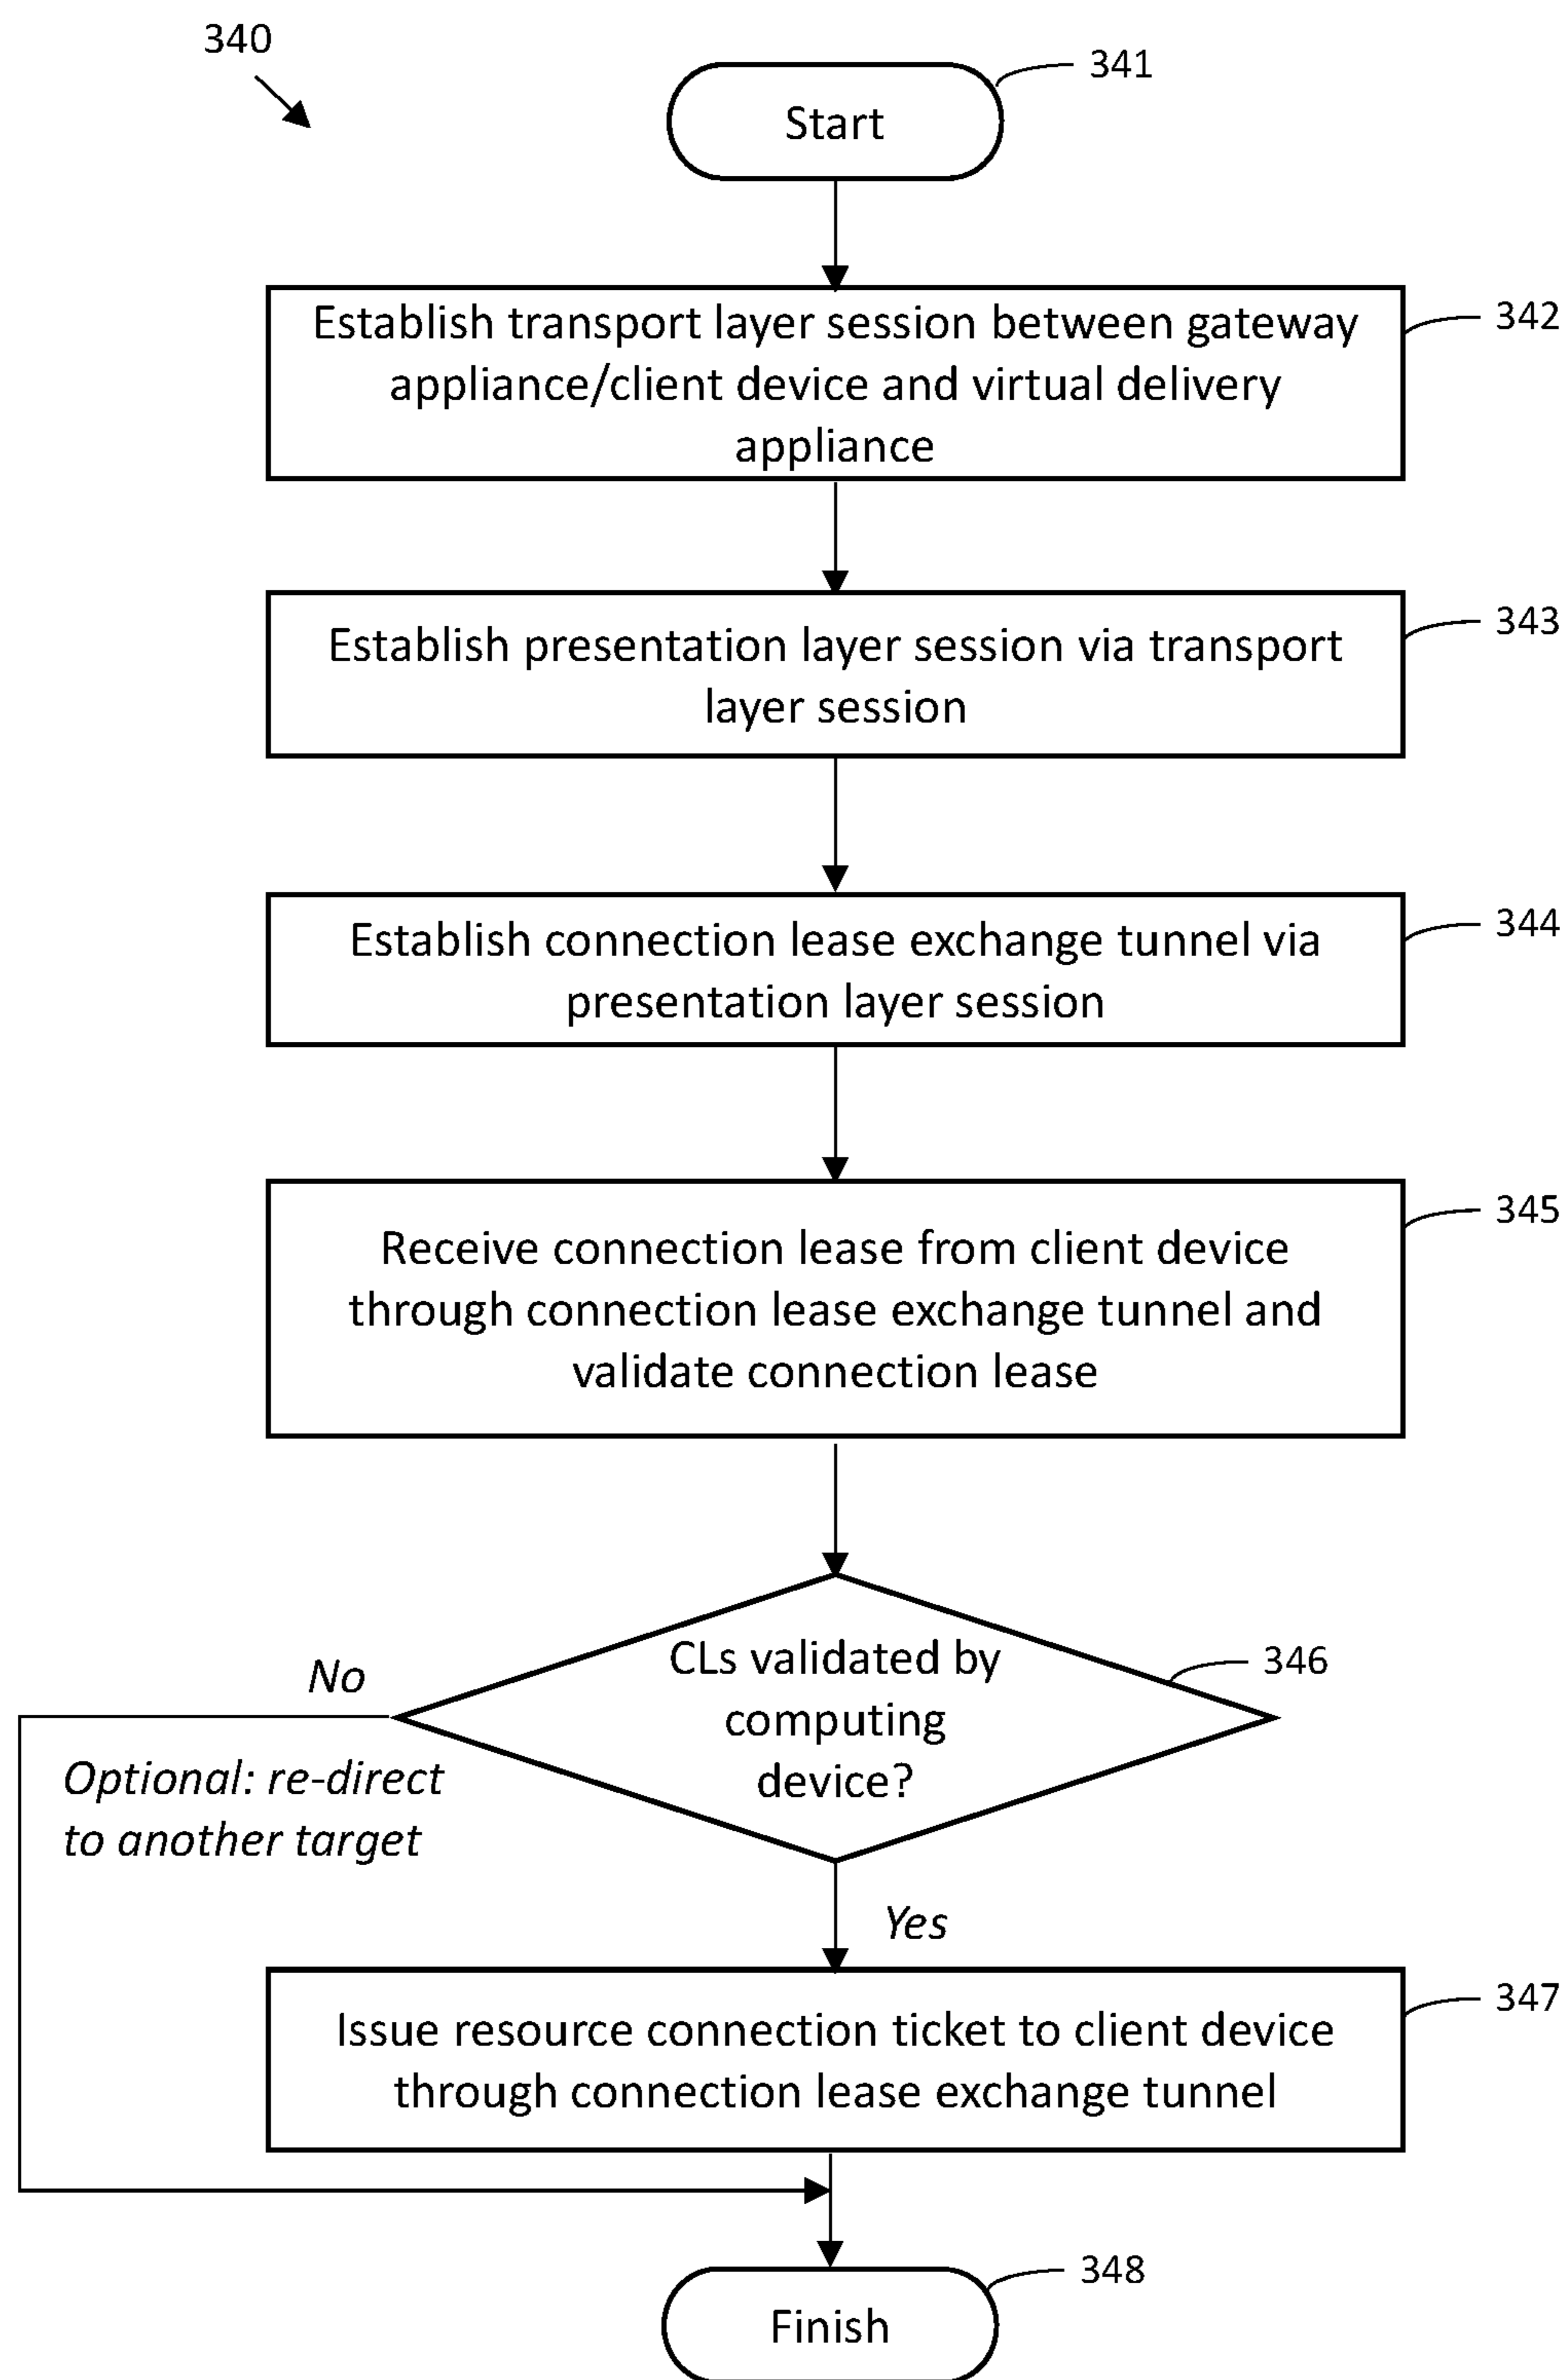 340
341
Start
342
Establish transport layer session between gateway
appliance/client device and virtual delivery
appliance
343
Establish presentation layer session via transport
layer session
344
Establish connection lease exchange tunnel via
presentation layer session
345
Receive connection lease from client device
through connection lease exchange tunnel and
validate connection lease
346
CLs validated by
computing
device?
No
Optional: re-direct
to another target
Yes
347
Issue resource connection ticket to client device
through connection lease exchange tunnel
348
Finish